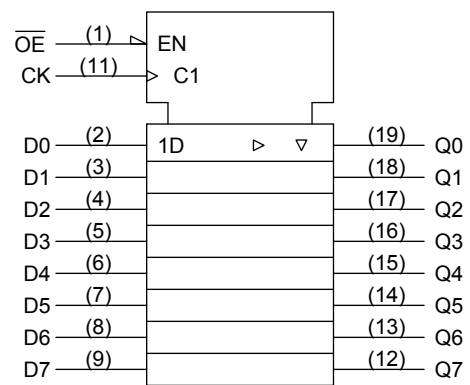 O̅E̅ (1) EN
CK (11) C1
D0 (2) 1D (19) Q0
D1 (3) (18) Q1
D2 (4) (17) Q2
D3 (5) (16) Q3
D4 (6) (15) Q4
D5 (7) (14) Q5
D6 (8) (13) Q6
D7 (9) (12) Q7